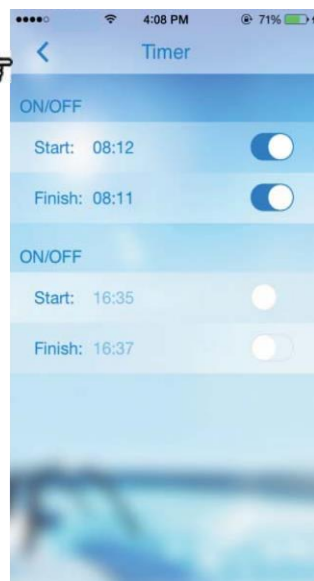 4:08 PM 71%
Timer
ON/OFF
Start: 08:12
Finish: 08:11
ON/OFF
Start: 16:35
Finish: 16:37